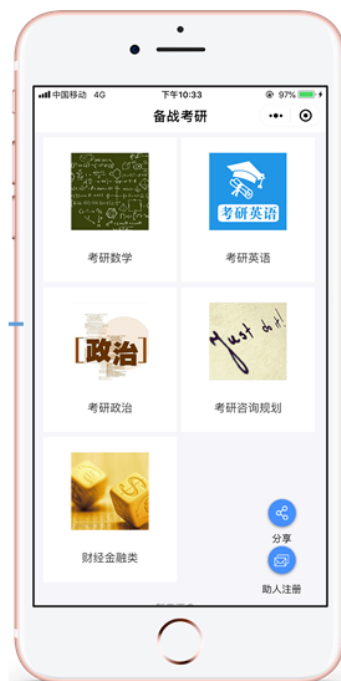 中国移动 4G 下午10:33 97%
备战考研
考研英语
考研数学 考研英语
[政治]
Just do it!
考研政治 考研咨询规划
财经金融类
分享
助人注册